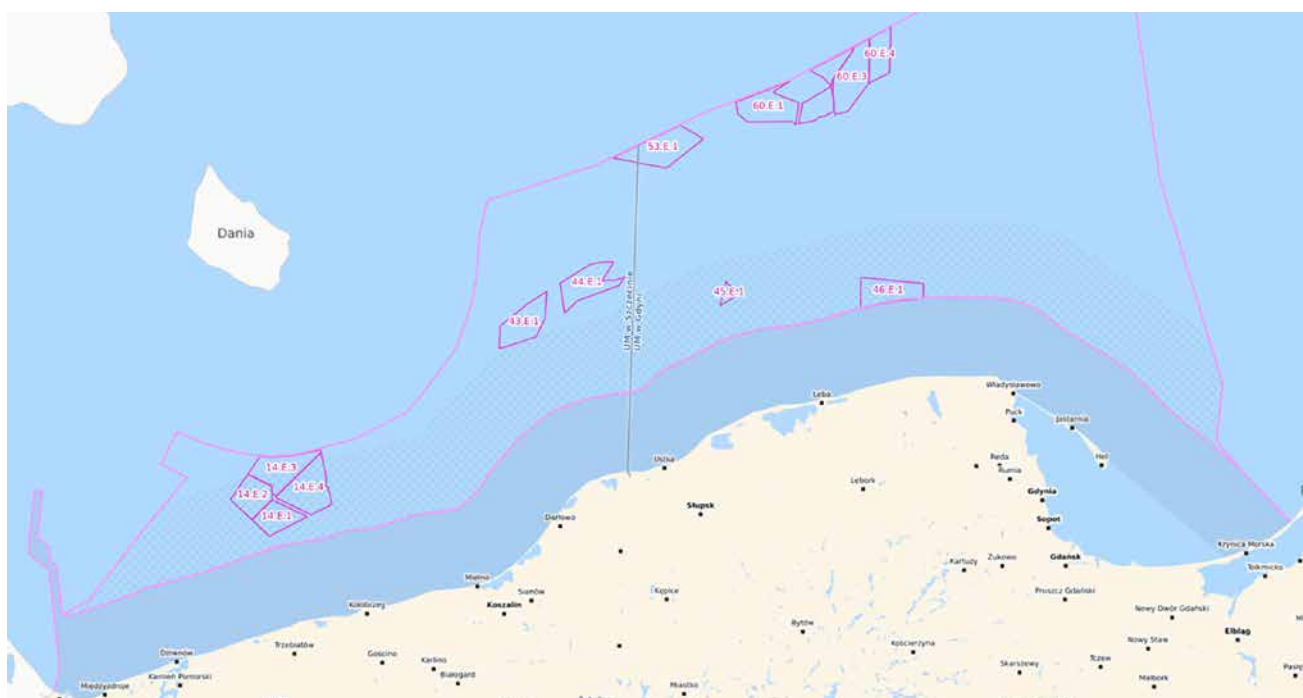 60.E.4
60.E.3
60.E.1
53.E.1
Dania
44.E.1
45.E.1
46.E.1
43.E.1
UM w Szczecinie
UM w Gdyni
Władysławowo
Łeba
Puck
Jastarnia
14.E.3
Ustka
Reda
Hel
Rumia
14.E.4
Lębork
14.E.2
Gdynia
Słupsk
14.E.1
Sopot
Darłowo
Krynica Morska
Kartuzy
Żukowo
Gdańsk
Tolkmicko
Mielno
Sianów
Kępice
Pruszcz Gdański
Kołobrzeg
Koszalin
Nowy Dwór Gdański
Bytów
Elbląg
Trzebiatów
Kościerzyna
Nowy Staw
Dziwnów
Gościno
Karlino
Tczew
Kamień Pomorski
Białogard
Skarszewy
Międzyzdroje
Miastko
Malbork